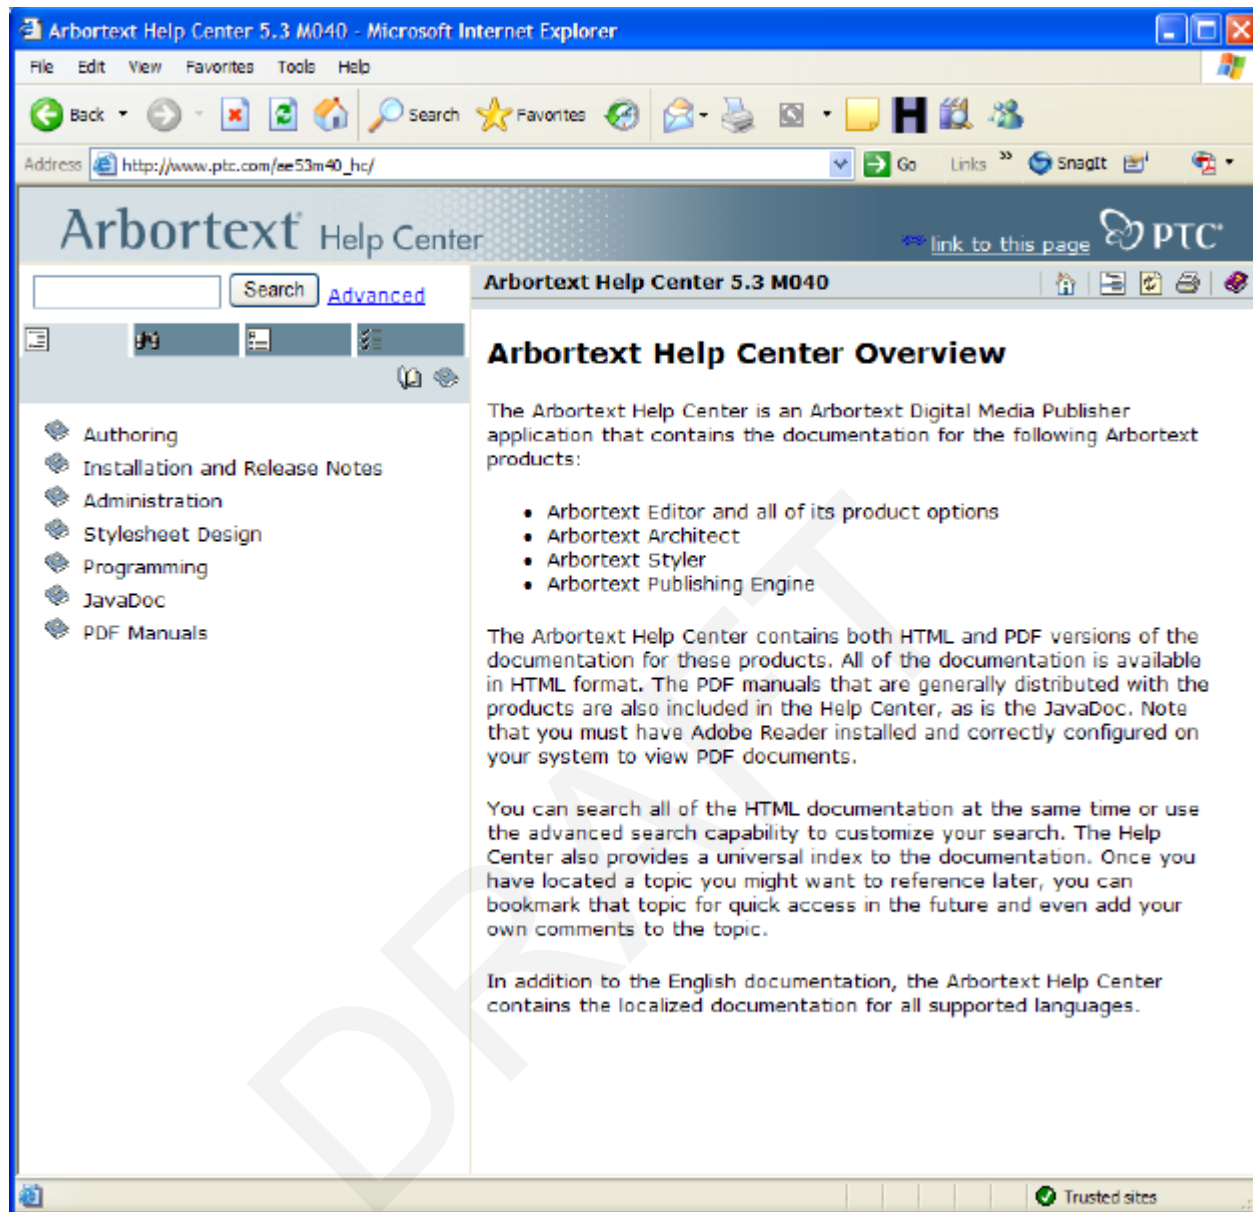 Arbortext Help Center 5.3 M040 - Microsoft Internet Explorer
File Edit View Favorites Tools Help
Back Search Favorites
Address http://www.ptc.com/ee53m40_hc/ Go Links » SnagIt
Arbortext Help Center
link to this page PTC
Search Advanced
Arbortext Help Center 5.3 M040
Authoring
Installation and Release Notes
Administration
Stylesheet Design
Programming
JavaDoc
PDF Manuals
Arbortext Help Center Overview
The Arbortext Help Center is an Arbortext Digital Media Publisher
application that contains the documentation for the following Arbortext
products:
• Arbortext Editor and all of its product options
• Arbortext Architect
• Arbortext Styler
• Arbortext Publishing Engine
The Arbortext Help Center contains both HTML and PDF versions of the
documentation for these products. All of the documentation is available
in HTML format. The PDF manuals that are generally distributed with the
products are also included in the Help Center, as is the JavaDoc. Note
that you must have Adobe Reader installed and correctly configured on
your system to view PDF documents.
You can search all of the HTML documentation at the same time or use
the advanced search capability to customize your search. The Help
Center also provides a universal index to the documentation. Once you
have located a topic you might want to reference later, you can
bookmark that topic for quick access in the future and even add your
own comments to the topic.
In addition to the English documentation, the Arbortext Help Center
contains the localized documentation for all supported languages.
DRAFT
Trusted sites